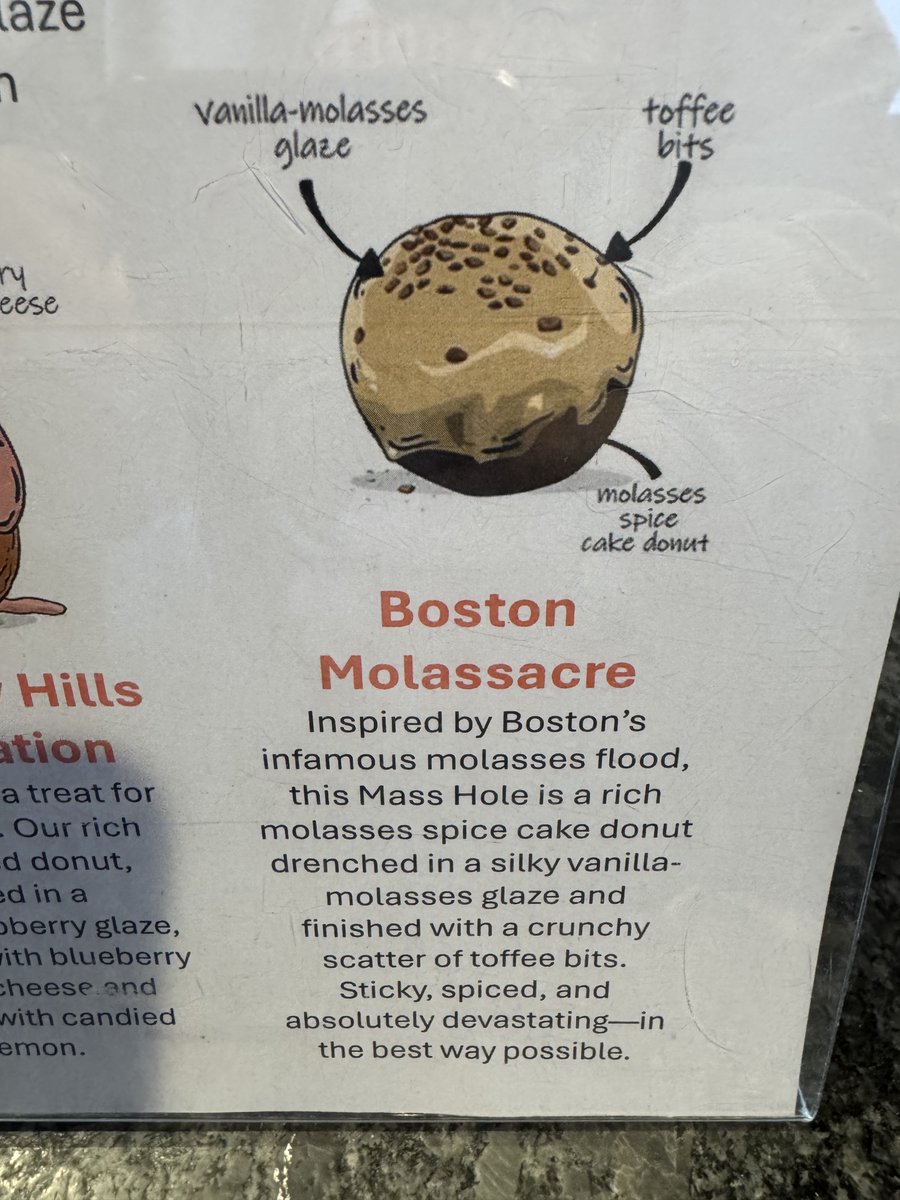 laze
n
vanilla-molasses
glaze
toffee
bits
ry
eese
molasses
spice
cake donut
Hills
ation
a treat for
. Our rich
d donut,
ed in a
berry glaze,
with blueberry
cheese and
with candied
emon.
Boston
Molassacre
Inspired by Boston's
infamous molasses flood,
this Mass Hole is a rich
molasses spice cake donut
drenched in a silky vanilla-
molasses glaze and
finished with a crunchy
scatter of toffee bits.
Sticky, spiced, and
absolutely devastating—in
the best way possible.